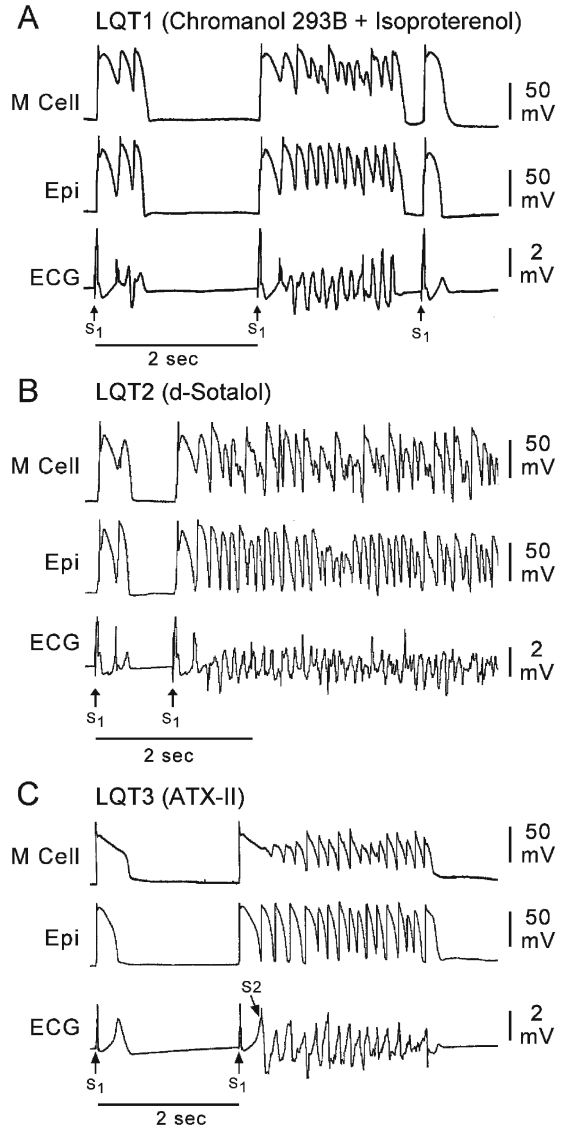 A LQT1 (Chromanol 293B + Isoproterenol)
M Cell
50
mV
Epi
50
mV
ECG
2
mV
S1 S1 S1
2 sec
B LQT2 (d-Sotalol)
M Cell
50
mV
Epi
50
mV
ECG
2
mV
S1 S1
2 sec
C LQT3 (ATX-II)
M Cell
50
mV
Epi
50
mV
S2
ECG
2
mV
S1 S1
2 sec